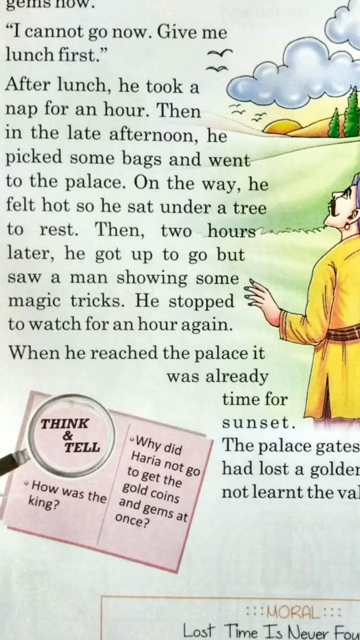 gems now.
"I cannot go now. Give me
lunch first."
After lunch, he took a
nap for an hour. Then
in the late afternoon, he
picked some bags and went
to the palace. On the way, he
felt hot so he sat under a tree
to rest. Then, two hours
later, he got up to go but
saw a man showing some
magic tricks. He stopped
to watch for an hour again.
When he reached the palace it
was already
time for
sunset.
The palace gates
had lost a golden
not learnt the
THINK
&
TELL
How was the
king?
Why did
Haria not go
to get the
gold coins
and gems at
once?
:::MORAL:::
Lost Time Is Never